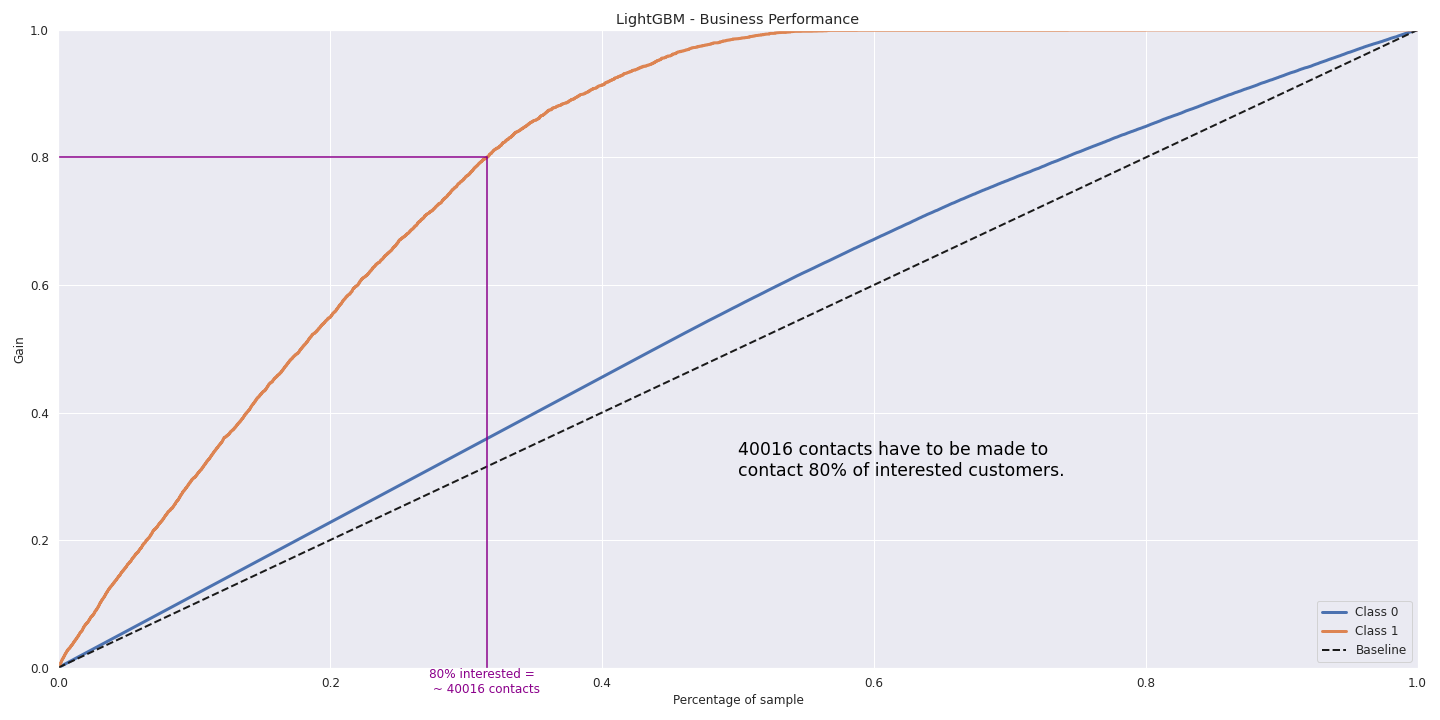 LightGBM - Business Performance
1.0
0.8
0.6
0.4
0.2
0.0
Gain
40016 contacts have to be made to
contact 80% of interested customers.
Class 0
Class 1
Baseline
80% interested =
~ 40016 contacts
0.0 0.2 0.4 0.6 0.8 1.0
Percentage of sample